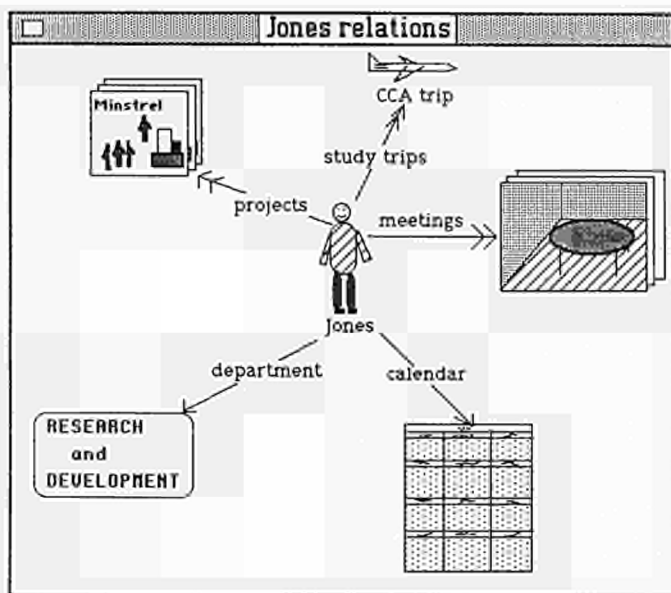 Jones relations
CCA trip
Minstrel
study trips
projects
meetings
Jones
department
calendar
RESEARCH
and
DEVELOPMENT